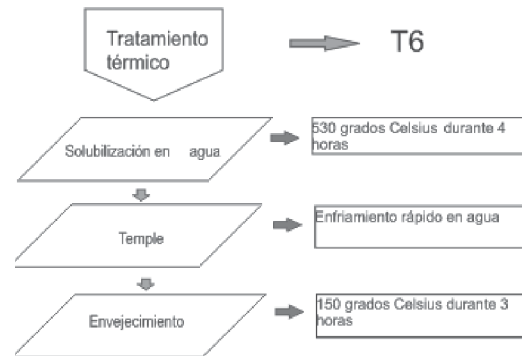 Tratamiento
térmico
T6
Solubilización en agua
530 grados Celsius durante 4
horas
Temple
Enfriamiento rápido en agua
Envejecimiento
150 grados Celsius durante 3
horas